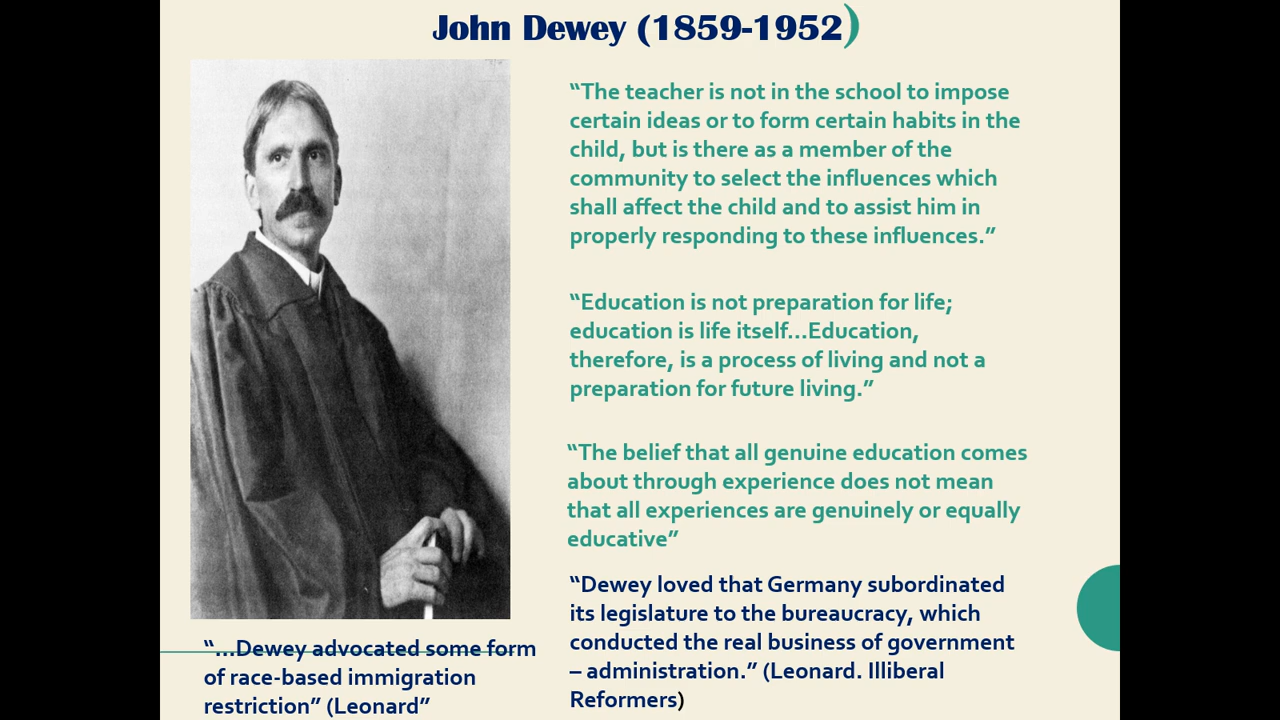 John Dewey (1859-1952)
“The teacher is not in the school to impose
certain ideas or to form certain habits in the
child, but is there as a member of the
community to select the influences which
shall affect the child and to assist him in
properly responding to these influences.”
“Education is not preparation for life;
education is life itself...Education,
therefore, is a process of living and not a
preparation for future living.”
“The belief that all genuine education comes
about through experience does not mean
that all experiences are genuinely or equally
educative”
“Dewey loved that Germany subordinated
its legislature to the bureaucracy, which
conducted the real business of government
– administration.” (Leonard. Illiberal
Reformers)
“...Dewey advocated some form
of race-based immigration
restriction” (Leonard”